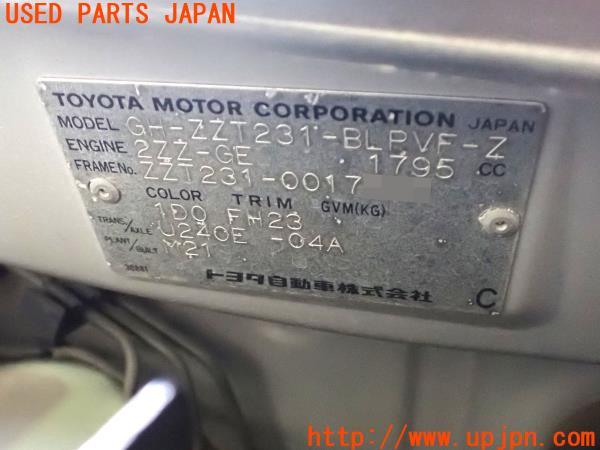 USED PARTS JAPAN
TOYOTA MOTOR CORPORATION JAPAN
MODEL GH-ZZT231-BLPVF-Z
ENGINE 2ZZ-GE 1795 CC
FRAME No. ZZT231-0017
COLOR TRIM GVM(KG)
1D0 FH23
TRANS/AXLE U240E -04A
PLANT/BUILT M21
30881
トヨタ自動車株式会社 C
http://www.upjpn.com/